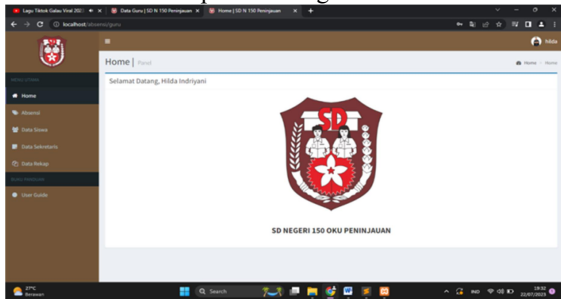 Lagu Tiktok Galau Viral 202
Data Guru | SD N 150 Peninjauan
Home | SD N 150 Peninjauan
localhost/absensi/guru
Hilda
Home | Panel
Home > Home
Selamat Datang, Hilda Indriyani
MENU UTAMA
Home
Absensi
Data Siswa
Data Sekretaris
Data Rekap
User Guide
SD
SD NEGERI 150 OKU PENINJAUAN
27°C
Berawan
Search
IND
19:32
22/07/2023